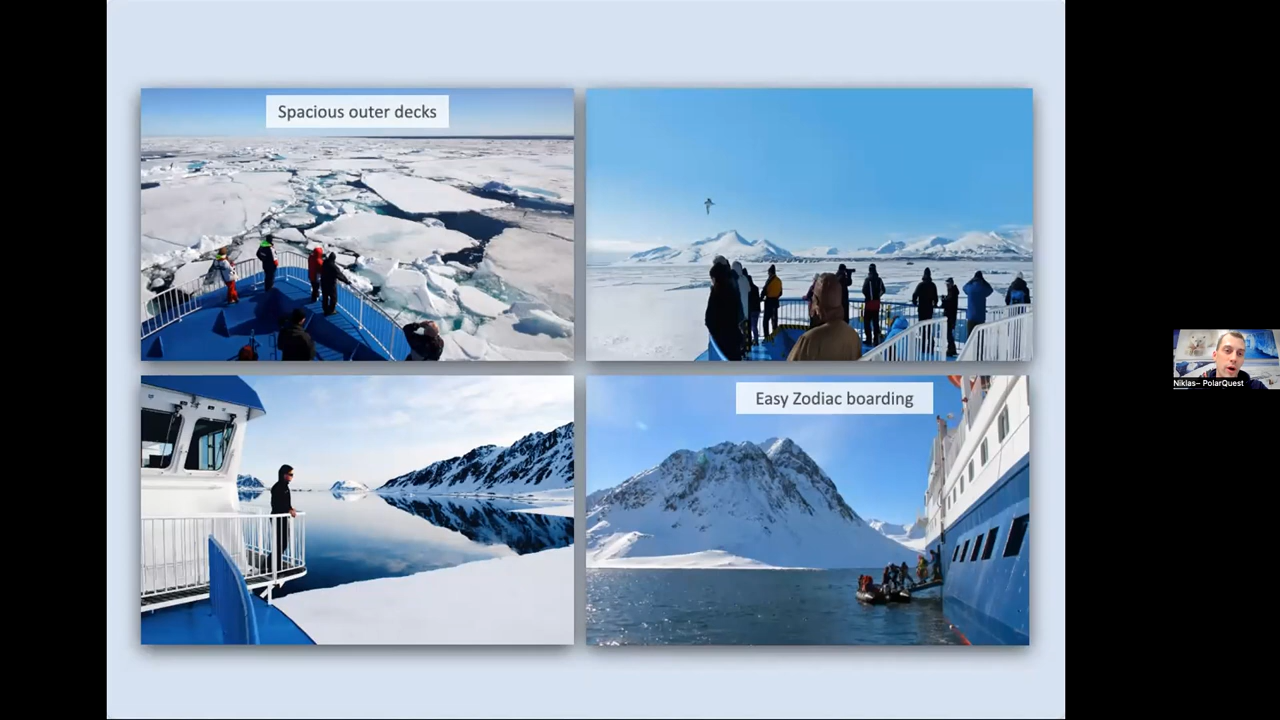 Spacious outer decks
Easy Zodiac boarding
Niklas– PolarQuest